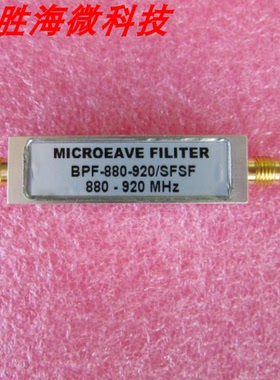 胜海微科技
MICROEAVE FILITER
BPF-880-920/SFSF
880 - 920 MHz